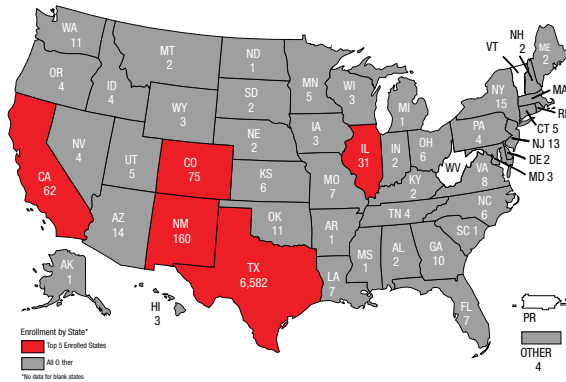 WA
11
OR
4
CA
62
NV
4
ID
4
MT
2
WY
3
UT
5
AZ
14
CO
75
NM
160
ND
1
SD
2
NE
2
KS
6
OK
11
TX
6,582
MN
5
IA
3
MO
7
AR
1
LA
7
WI
3
IL
31
MI
1
IN
2
OH
6
KY
2
TN 4
MS
1
AL
2
GA
10
FL
7
SC 1
NC
6
VA
8
WV
PA
4
NY
15
VT
NH
2
ME
2
MA
RI
CT 5
NJ 13
DE 2
MD 3
AK
1
HI
3
PR
OTHER
4
Enrollment by State*
Top 5 Enrolled States
All O ther
*No data for blank states